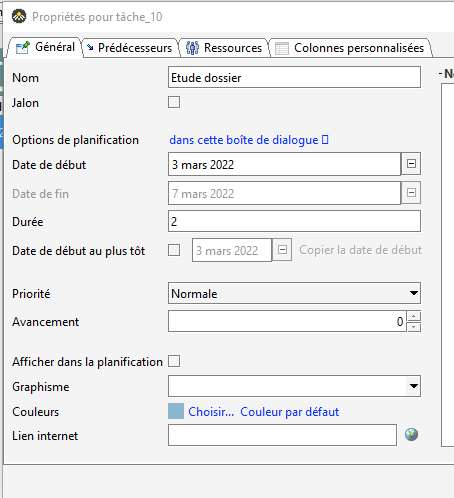 Propriétés pour tâche_10
Général Prédécesseurs Ressources Colonnes personnalisées
Nom Etude dossier
Jalon
Options de planification dans cette boîte de dialogue ▯
Date de début 3 mars 2022
Date de fin 7 mars 2022
Durée 2
Date de début au plus tôt 3 mars 2022 Copier la date de début
Priorité Normale
Avancement 0
Afficher dans la planification
Graphisme
Couleurs Choisir... Couleur par défaut
Lien internet